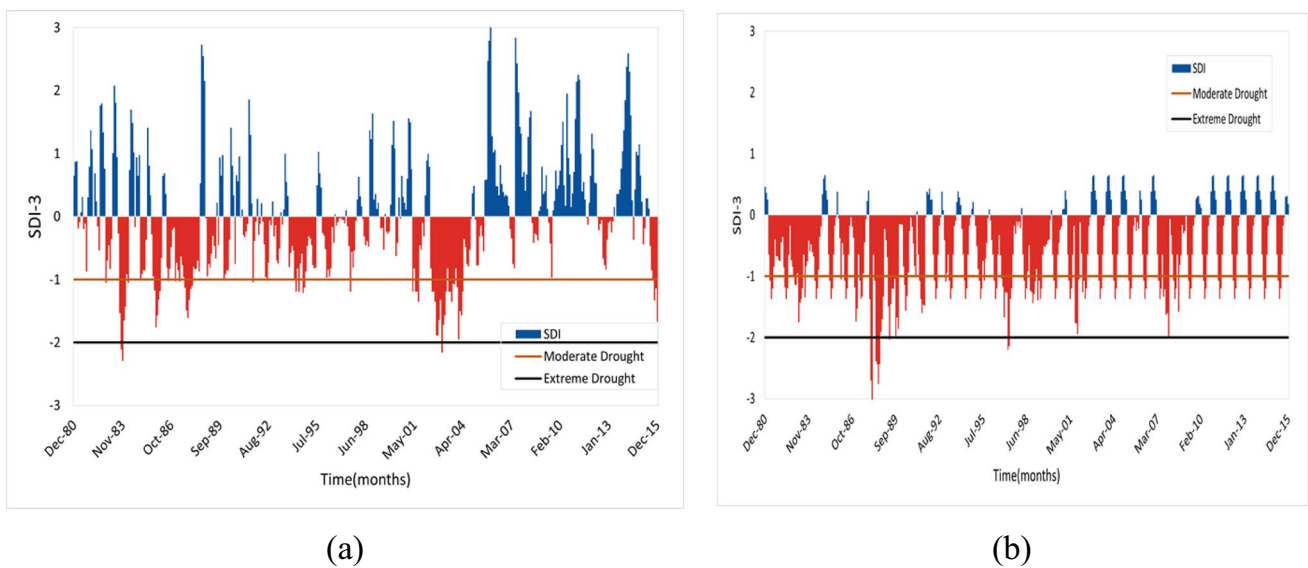 3
2
1
0
-1
-2
-3
SDI-3
SDI
Moderate Drought
Extreme Drought
Dec-80
Nov-83
Oct-86
Sep-89
Aug-92
Jul-95
Jun-98
May-01
Apr-04
Mar-07
Feb-10
Jan-13
Dec-15
Time(months)
(a)
3
2
1
0
-1
-2
-3
SDI-3
SDI
Moderate Drought
Extreme Drought
Dec-80
Nov-83
Oct-86
Sep-89
Aug-92
Jul-95
Jun-98
May-01
Apr-04
Mar-07
Feb-10
Jan-13
Dec-15
Time(months)
(b)